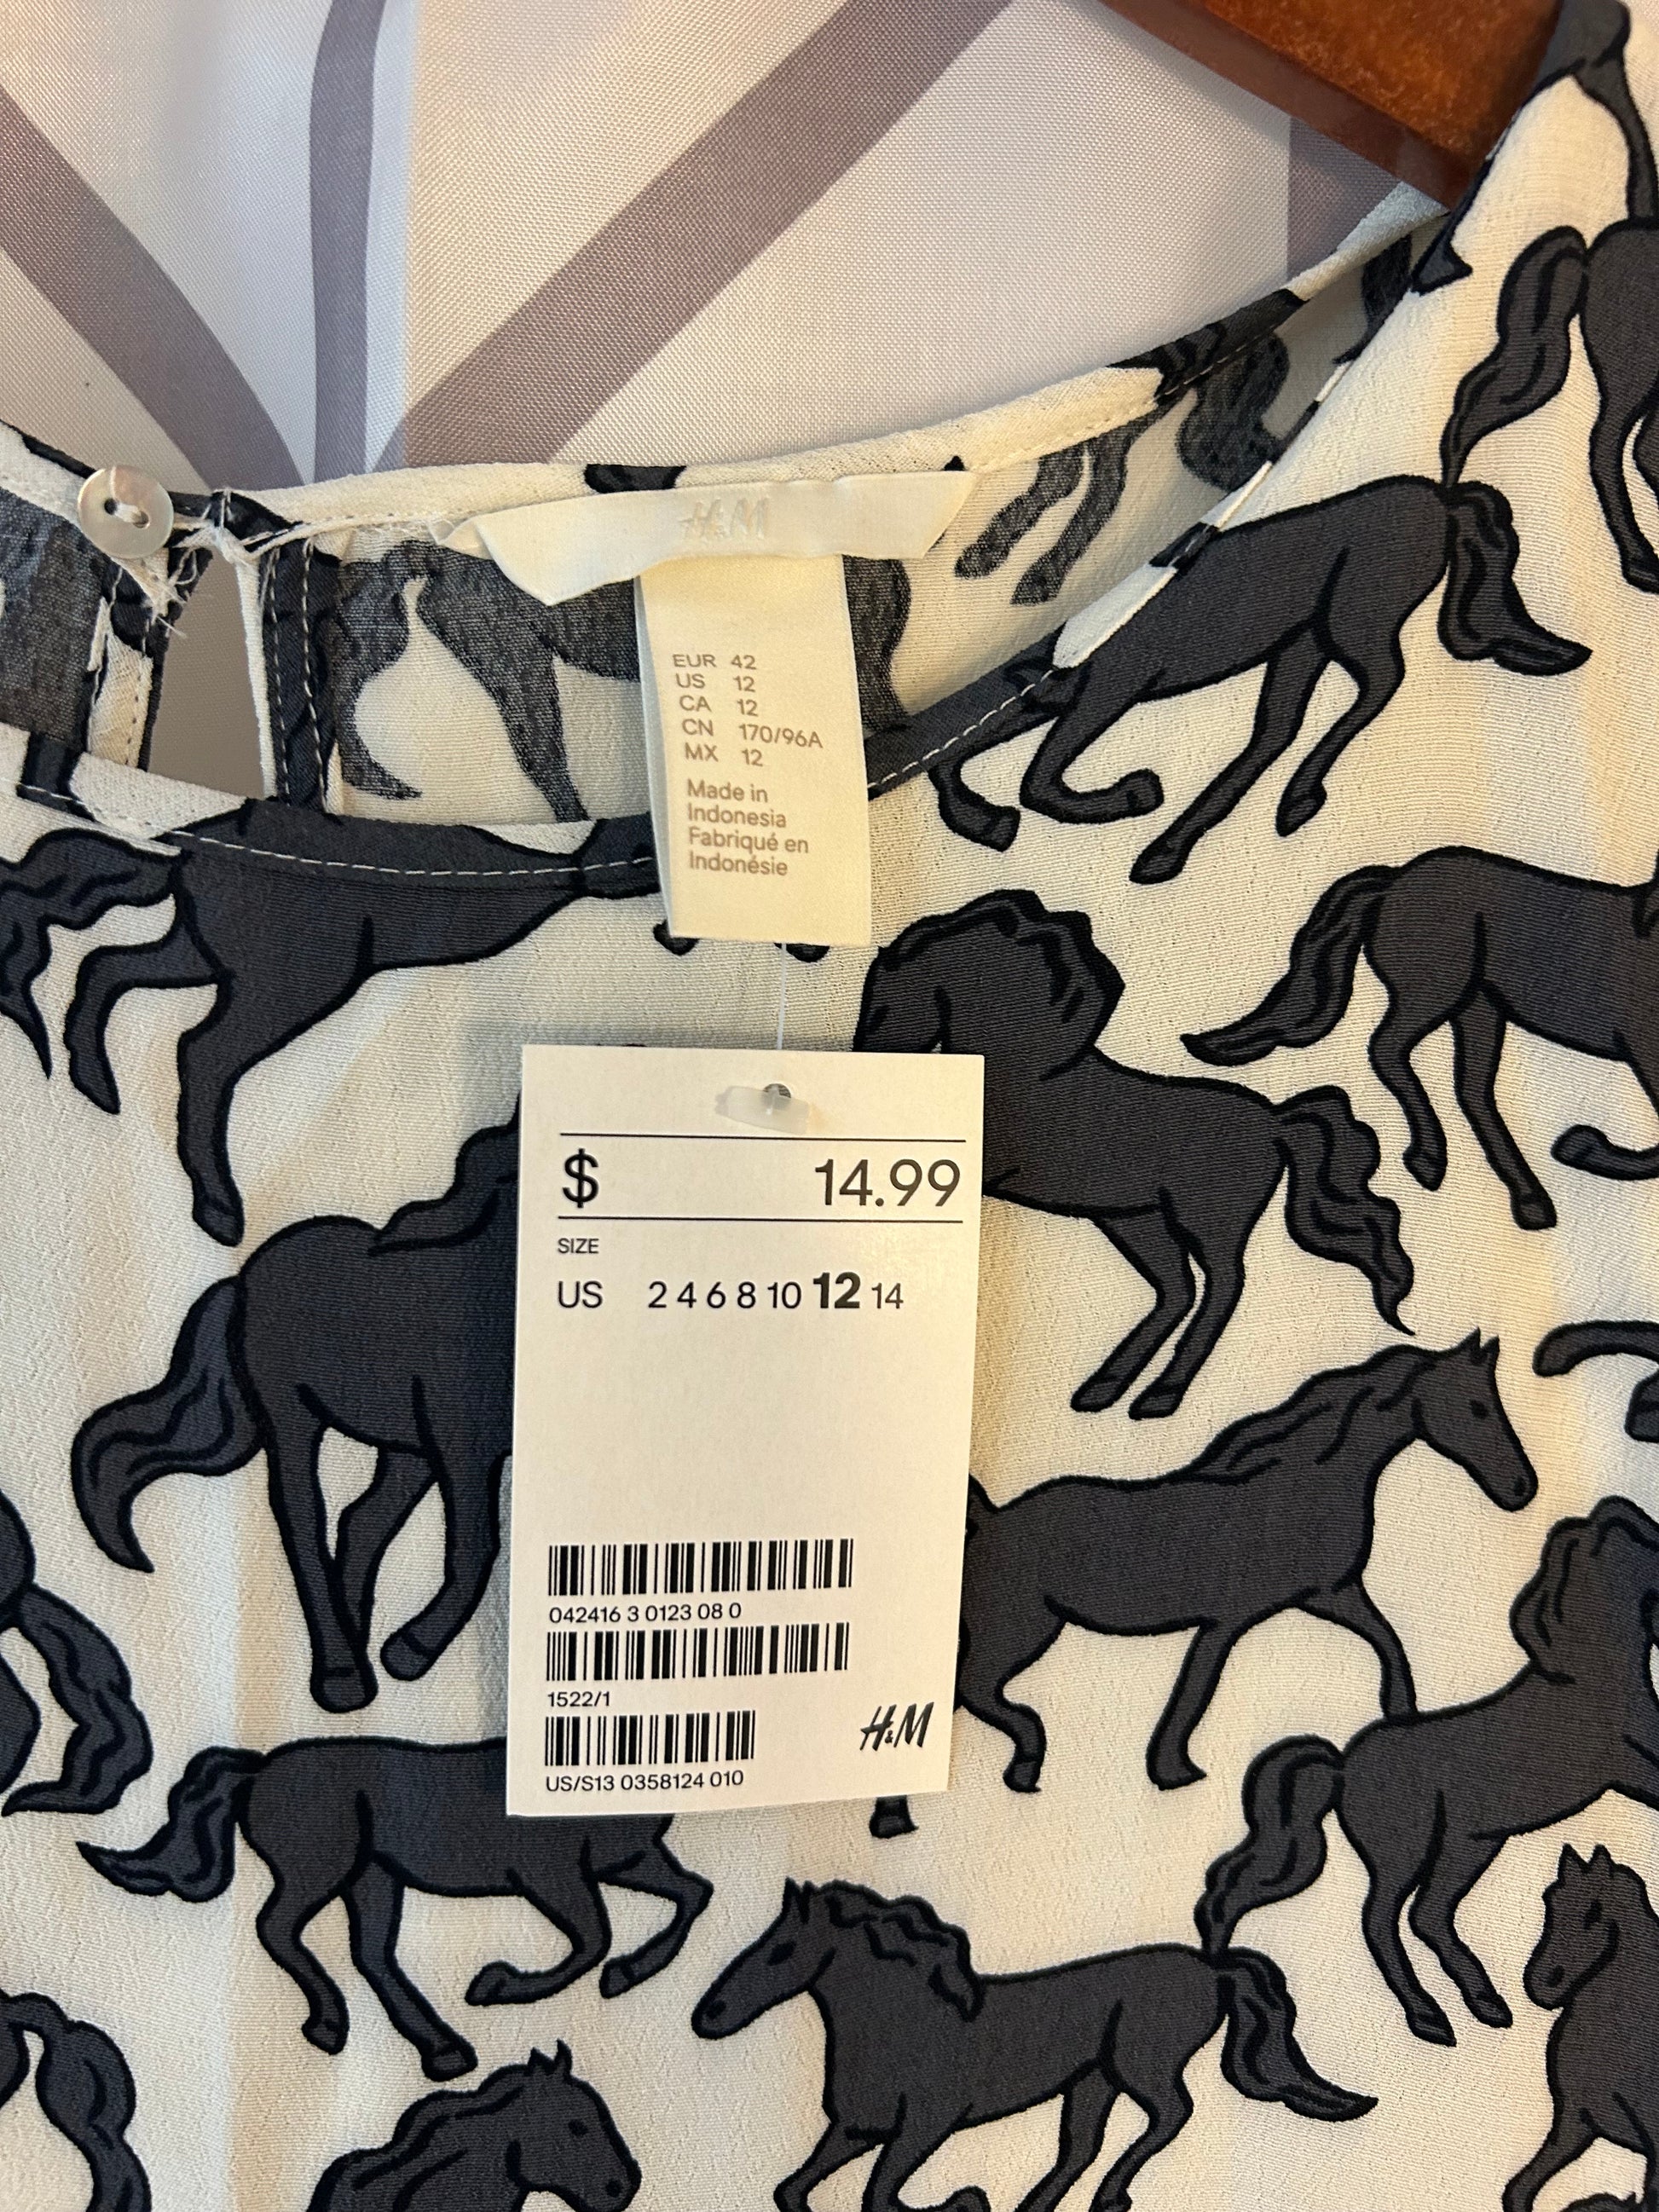 H&M
EUR 42
US 12
CA 12
CN 170/96A
MX 12
Made in
Indonesia
Fabriqué en
Indonésie
$ 14.99
SIZE
US 2 4 6 8 10 12 14
042416 3 0123 08 0
1522/1
H&M
US/S13 0358124 010